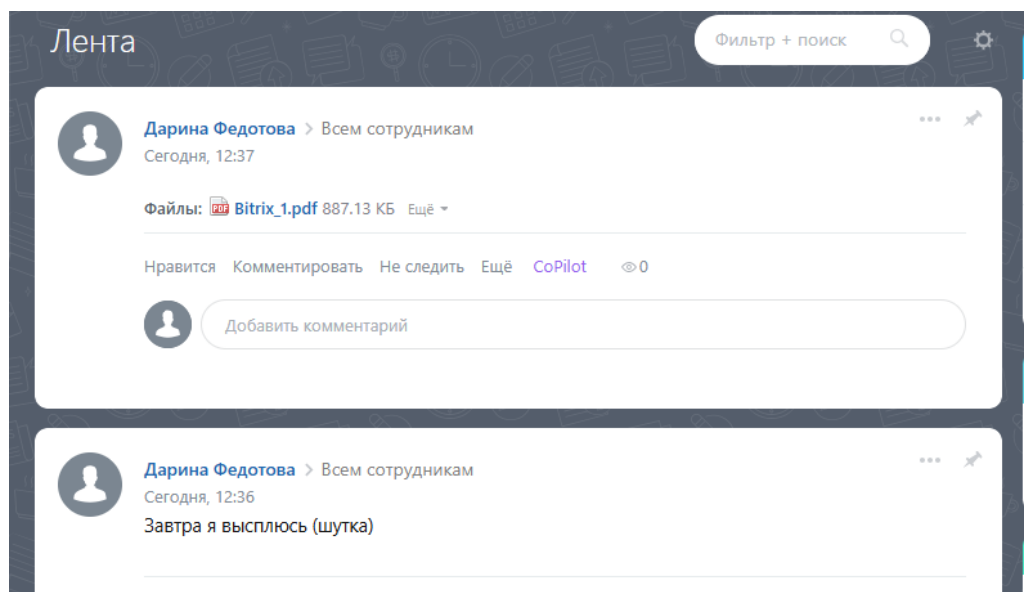 Лента
Фильтр + поиск
Дарина Федотова > Всем сотрудникам
Сегодня, 12:37
Файлы: PDF Bitrix_1.pdf 887.13 КБ Ещё
Нравится Комментировать Не следить Ещё CoPilot 0
Добавить комментарий
Дарина Федотова > Всем сотрудникам
Сегодня, 12:36
Завтра я высплюсь (шутка)